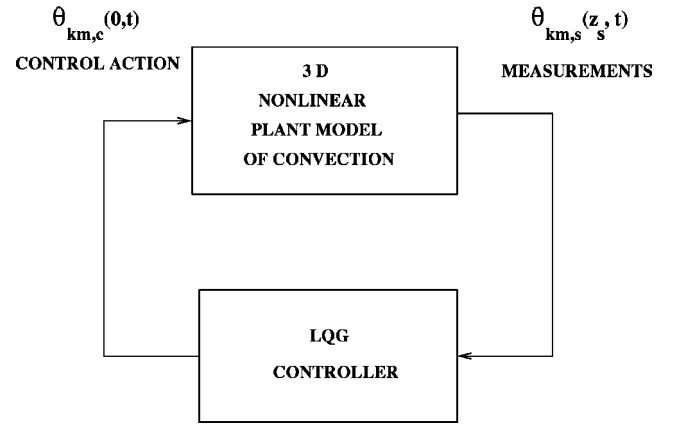 θkm,c(0,t)
CONTROL ACTION
θkm,s(zs,t)
MEASUREMENTS
3 D
NONLINEAR
PLANT MODEL
OF CONVECTION
LQG
CONTROLLER